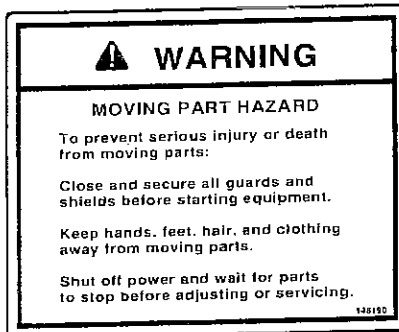 WARNING
MOVING PART HAZARD
To prevent serious injury or death
from moving parts:
Close and secure all guards and
shields before starting equipment.
Keep hands, feet, hair, and clothing
away from moving parts.
Shut off power and wait for parts
to stop before adjusting or servicing.